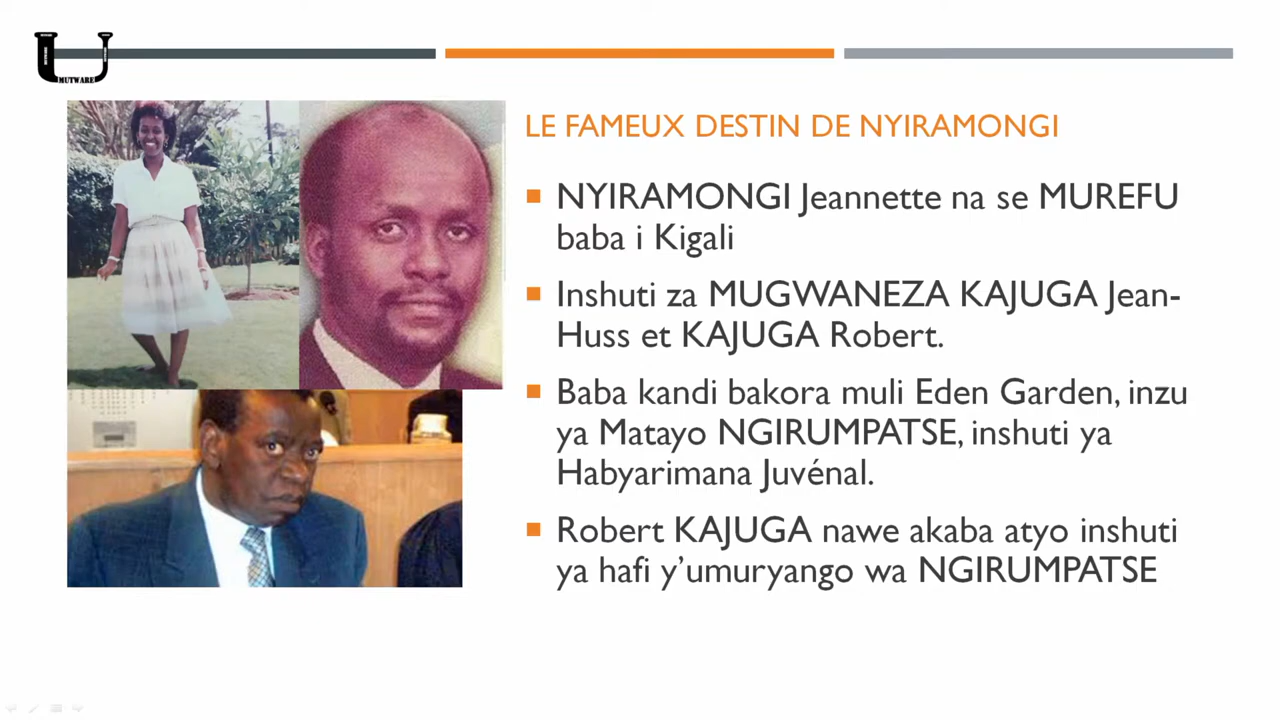 MUTWARE
LE FAMEUX DESTIN DE NYIRAMONGI
NYIRAMONGI Jeannette na se MUREFU
baba i Kigali
Inshuti za MUGWANEZA KAJUGA Jean-
Huss et KAJUGA Robert.
Baba kandi bakora muli Eden Garden, inzu
ya Matayo NGIRUMPATSE, inshuti ya
Habyarimana Juvénal.
Robert KAJUGA nawe akaba atyo inshuti
ya hafi y’umuryango wa NGIRUMPATSE